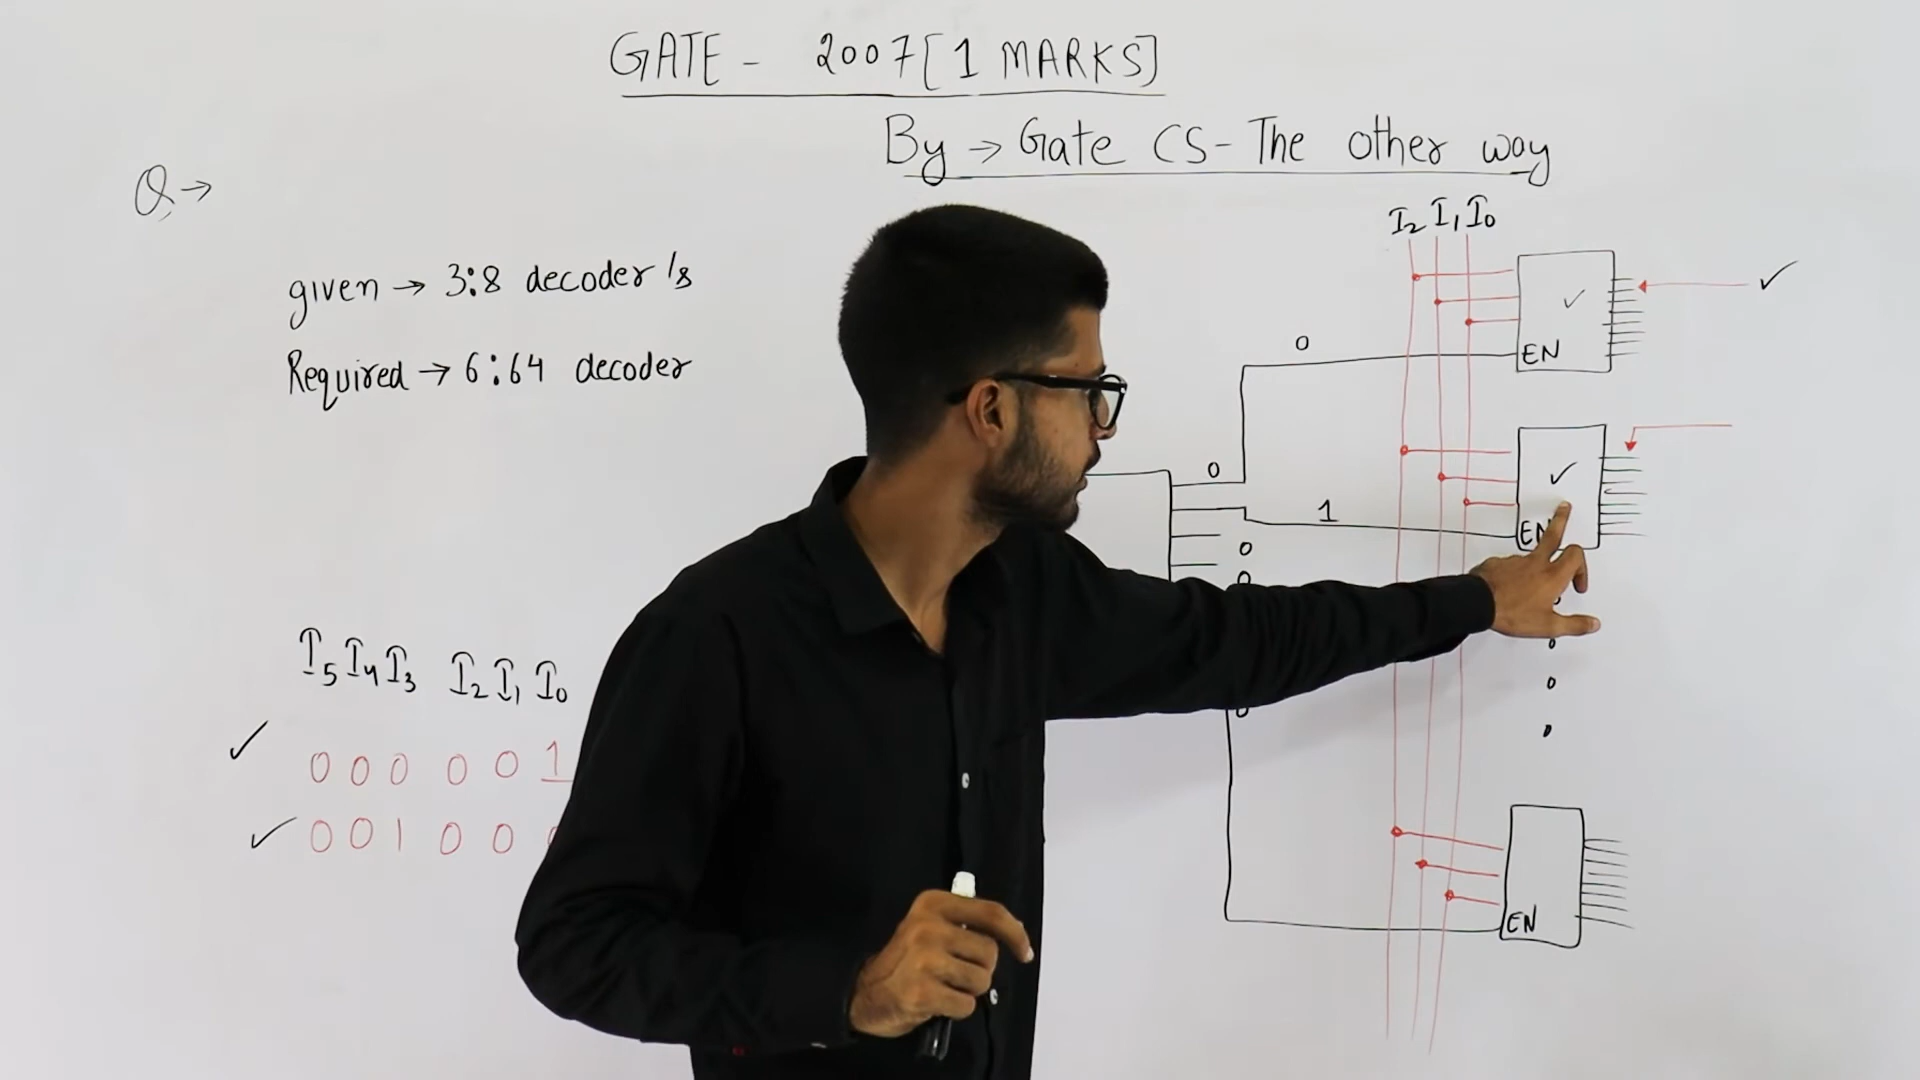 GATE - 2007 [1 MARKS]
By → Gate CS - The other way
Q →
given → 3:8 decoder/s
Required → 6:64 decoder
I2 I1 I0
EN
0
EN
0
1
0
0
0
EN
I5 I4 I3 I2 I1 I0
0 0 0 0 0 1
0 0 1 0 0